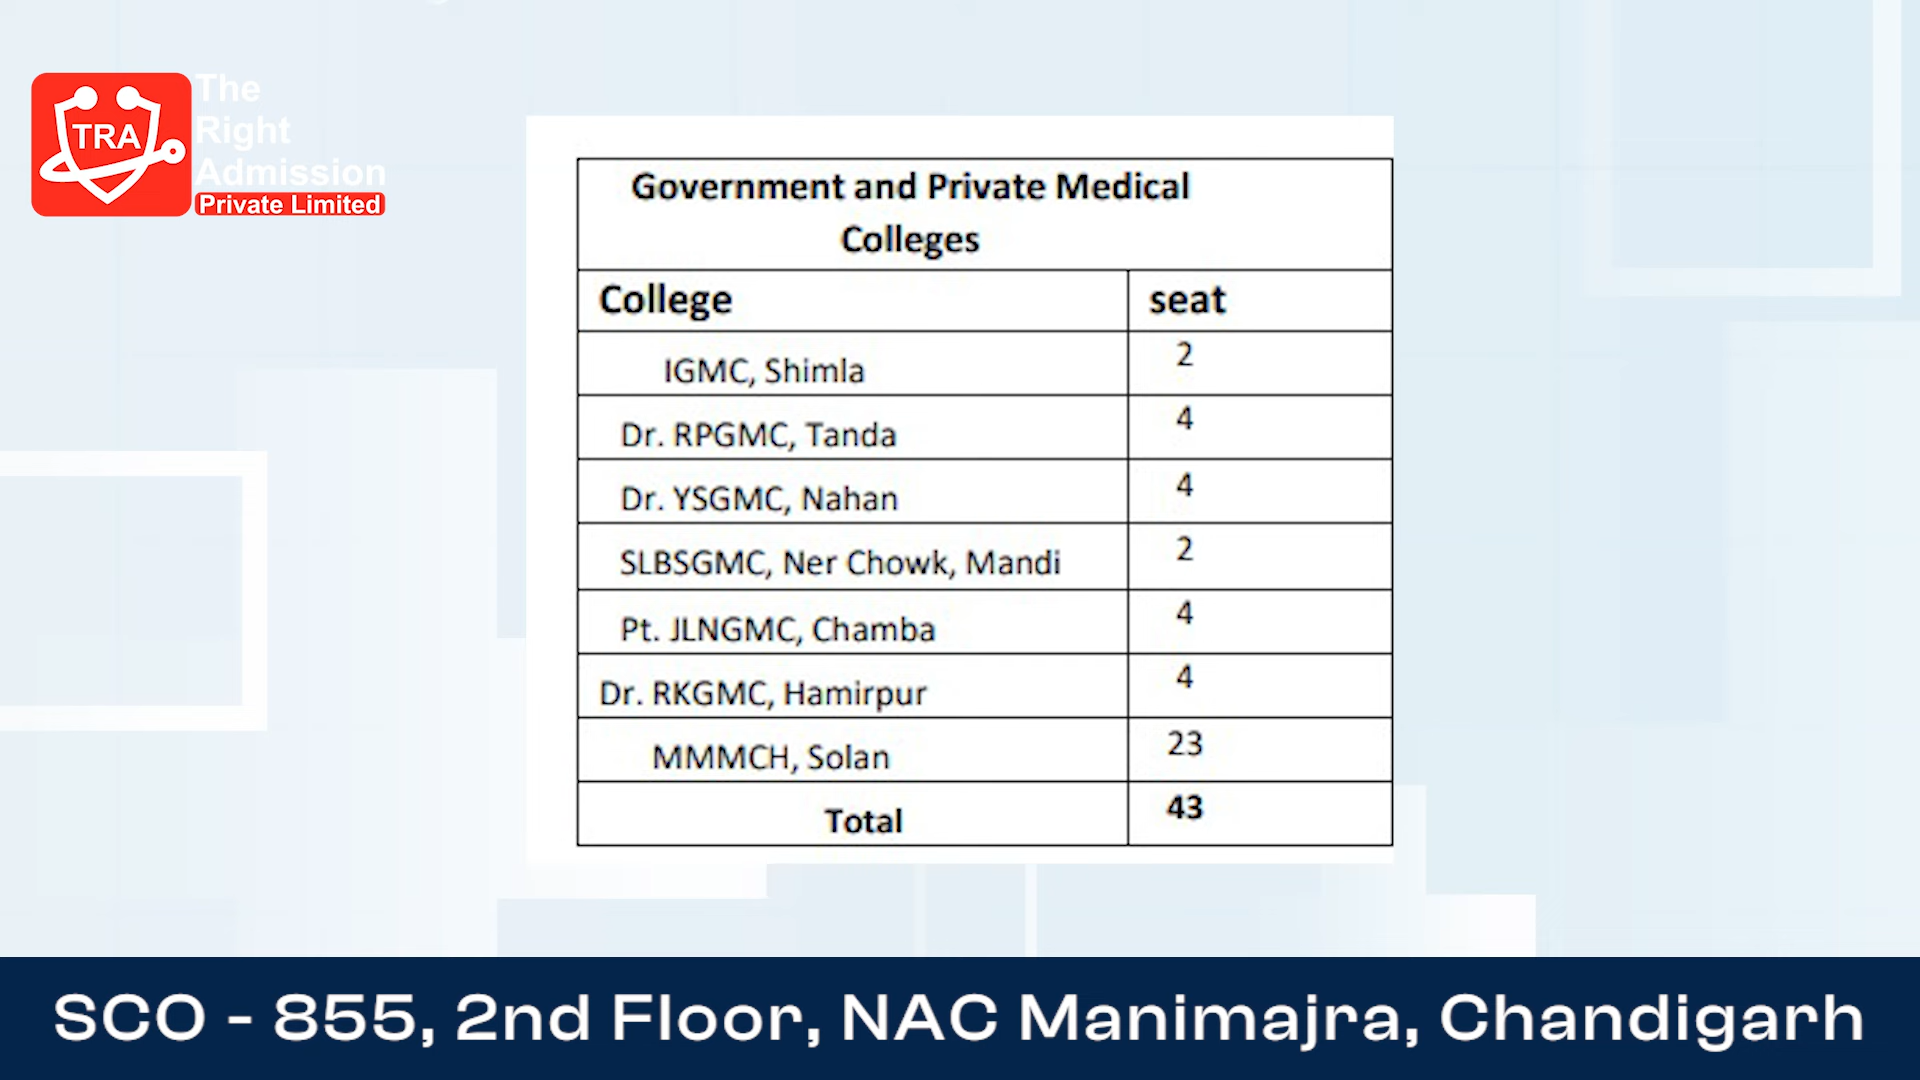 TRA
The
Right
Admission
Private Limited
Government and Private Medical
Colleges
College seat
IGMC, Shimla 2
Dr. RPGMC, Tanda 4
Dr. YSGMC, Nahan 4
SLBSGMC, Ner Chowk, Mandi 2
Pt. JLNGMC, Chamba 4
Dr. RKGMC, Hamirpur 4
MMMCH, Solan 23
Total 43
SCO - 855, 2nd Floor, NAC Manimajra, Chandigarh